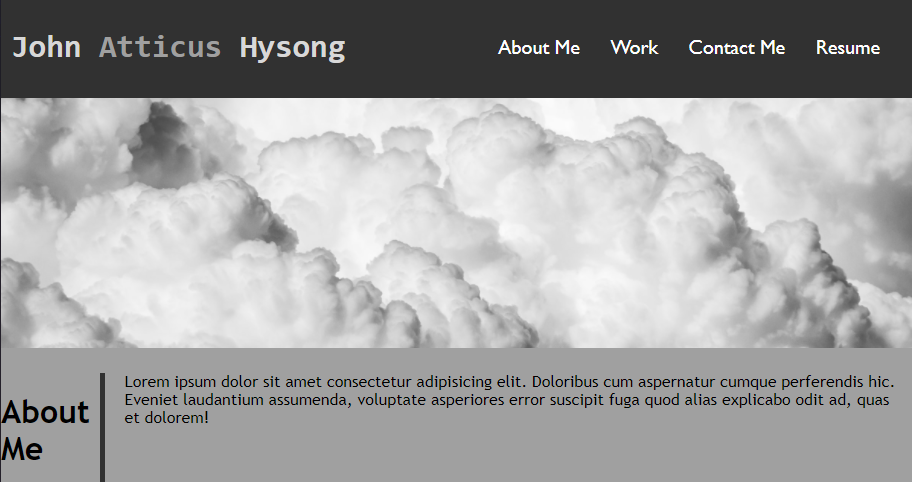 John Atticus Hysong
About Me Work Contact Me Resume
About
Me
Lorem ipsum dolor sit amet consectetur adipisicing elit. Doloribus cum aspernatur cumque perferendis hic.
Eveniet laudantium assumenda, voluptate asperiores error suscipit fuga quod alias explicabo odit ad, quas
et dolorem!